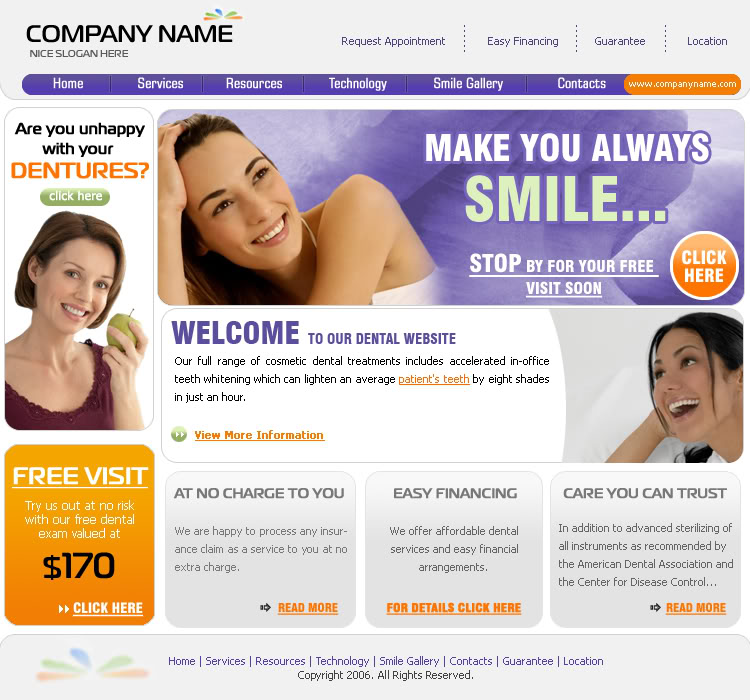 COMPANY NAME
NICE SLOGAN HERE
Request Appointment
Easy Financing
Guarantee
Location
Home
Services
Resources
Technology
Smile Gallery
Contacts
www.companyname.com
Are you unhappy
with your
DENTURES?
click here
MAKE YOU ALWAYS
SMILE...
STOP BY FOR YOUR FREE
VISIT SOON
CLICK
HERE
WELCOME TO OUR DENTAL WEBSITE
Our full range of cosmetic dental treatments includes accelerated in-office
teeth whitening which can lighten an average patient's teeth by eight shades
in just an hour.
View More Information
FREE VISIT
Try us out at no risk
with our free dental
exam valued at
$170
CLICK HERE
AT NO CHARGE TO YOU
We are happy to process any insur-
ance claim as a service to you at no
extra charge.
READ MORE
EASY FINANCING
We offer affordable dental
services and easy financial
arrangements.
FOR DETAILS CLICK HERE
CARE YOU CAN TRUST
In addition to advanced sterilizing of
all instruments as recommended by
the American Dental Association and
the Center for Disease Control...
READ MORE
Home | Services | Resources | Technology | Smile Gallery | Contacts | Guarantee | Location
Copyright 2006. All Rights Reserved.